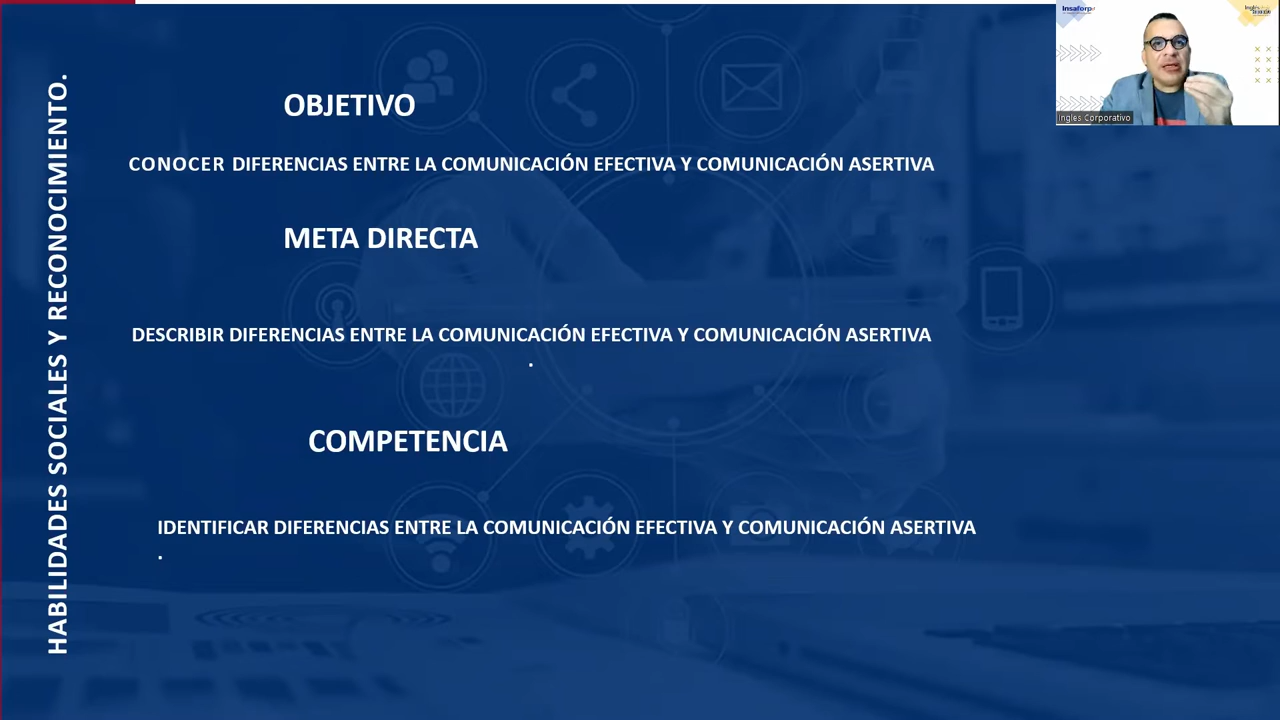 HABILIDADES SOCIALES Y RECONOCIMIENTO.
OBJETIVO
CONOCER DIFERENCIAS ENTRE LA COMUNICACIÓN EFECTIVA Y COMUNICACIÓN ASERTIVA
META DIRECTA
DESCRIBIR DIFERENCIAS ENTRE LA COMUNICACIÓN EFECTIVA Y COMUNICACIÓN ASERTIVA
.
COMPETENCIA
IDENTIFICAR DIFERENCIAS ENTRE LA COMUNICACIÓN EFECTIVA Y COMUNICACIÓN ASERTIVA
.
Insaforp
Ingles Corporativo